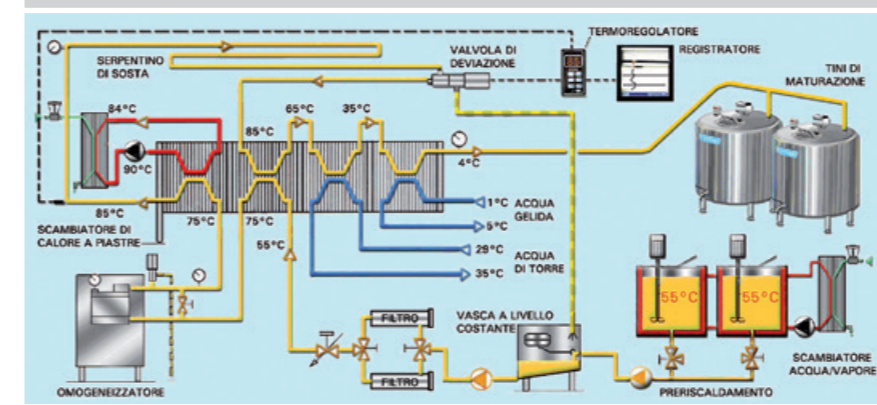 TERMOREGOLATORE
SERPENTINO
DI SOSTA
VALVOLA DI
DEVIAZIONE
REGISTRATORE
TINI DI
MATURAZIONE
84°C
65°C
35°C
85°C
90°C
4°C
85°C
75°C
75°C
55°C
1°C
5°C
ACQUA
GELIDA
29°C
35°C
ACQUA
DI TORRE
SCAMBIATORE DI
CALORE A PIASTRE
FILTRO
FILTRO
VASCA A LIVELLO
COSTANTE
55°C
55°C
SCAMBIATORE
ACQUA/VAPORE
OMOGENEIZZATORE
PRERISCALDAMENTO